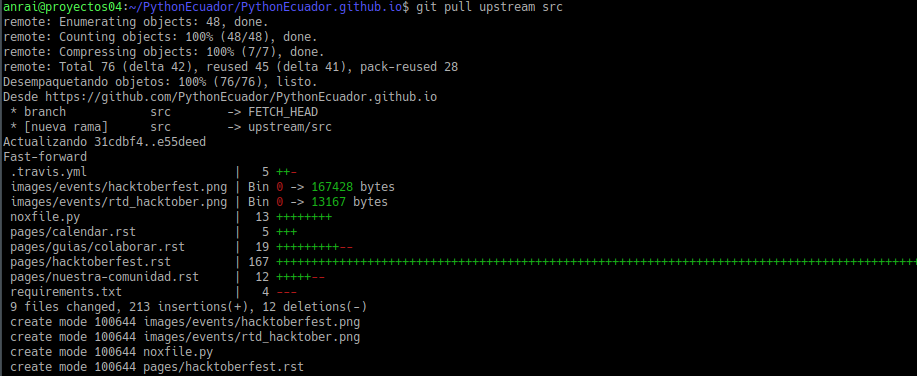 anrai@proyectos04:~/PythonEcuador/PythonEcuador.github.io$ git pull upstream src
remote: Enumerating objects: 48, done.
remote: Counting objects: 100% (48/48), done.
remote: Compressing objects: 100% (7/7), done.
remote: Total 76 (delta 42), reused 45 (delta 41), pack-reused 28
Desempaquetando objetos: 100% (76/76), listo.
Desde https://github.com/PythonEcuador/PythonEcuador.github.io
 * branch            src        -> FETCH_HEAD
 * [nueva rama]      src        -> upstream/src
Actualizando 31cdbf4..e55deed
Fast-forward
 .travis.yml                    |   5 ++-
 images/events/hacktoberfest.png | Bin 0 -> 167428 bytes
 images/events/rtd_hacktober.png | Bin 0 -> 13167 bytes
 noxfile.py                     |  13 ++++++++
 pages/calendar.rst             |   5 +++
 pages/guias/colaborar.rst      |  19 +++++++++--
 pages/hacktoberfest.rst        | 167 +++++++++++++++++++++++++++++++++++++++++++++++++++++++++++++++++++++++++++++++++++++++++++
 pages/nuestra-comunidad.rst    |  12 +++++--
 requirements.txt               |   4 ---
 9 files changed, 213 insertions(+), 12 deletions(-)
 create mode 100644 images/events/hacktoberfest.png
 create mode 100644 images/events/rtd_hacktober.png
 create mode 100644 noxfile.py
 create mode 100644 pages/hacktoberfest.rst